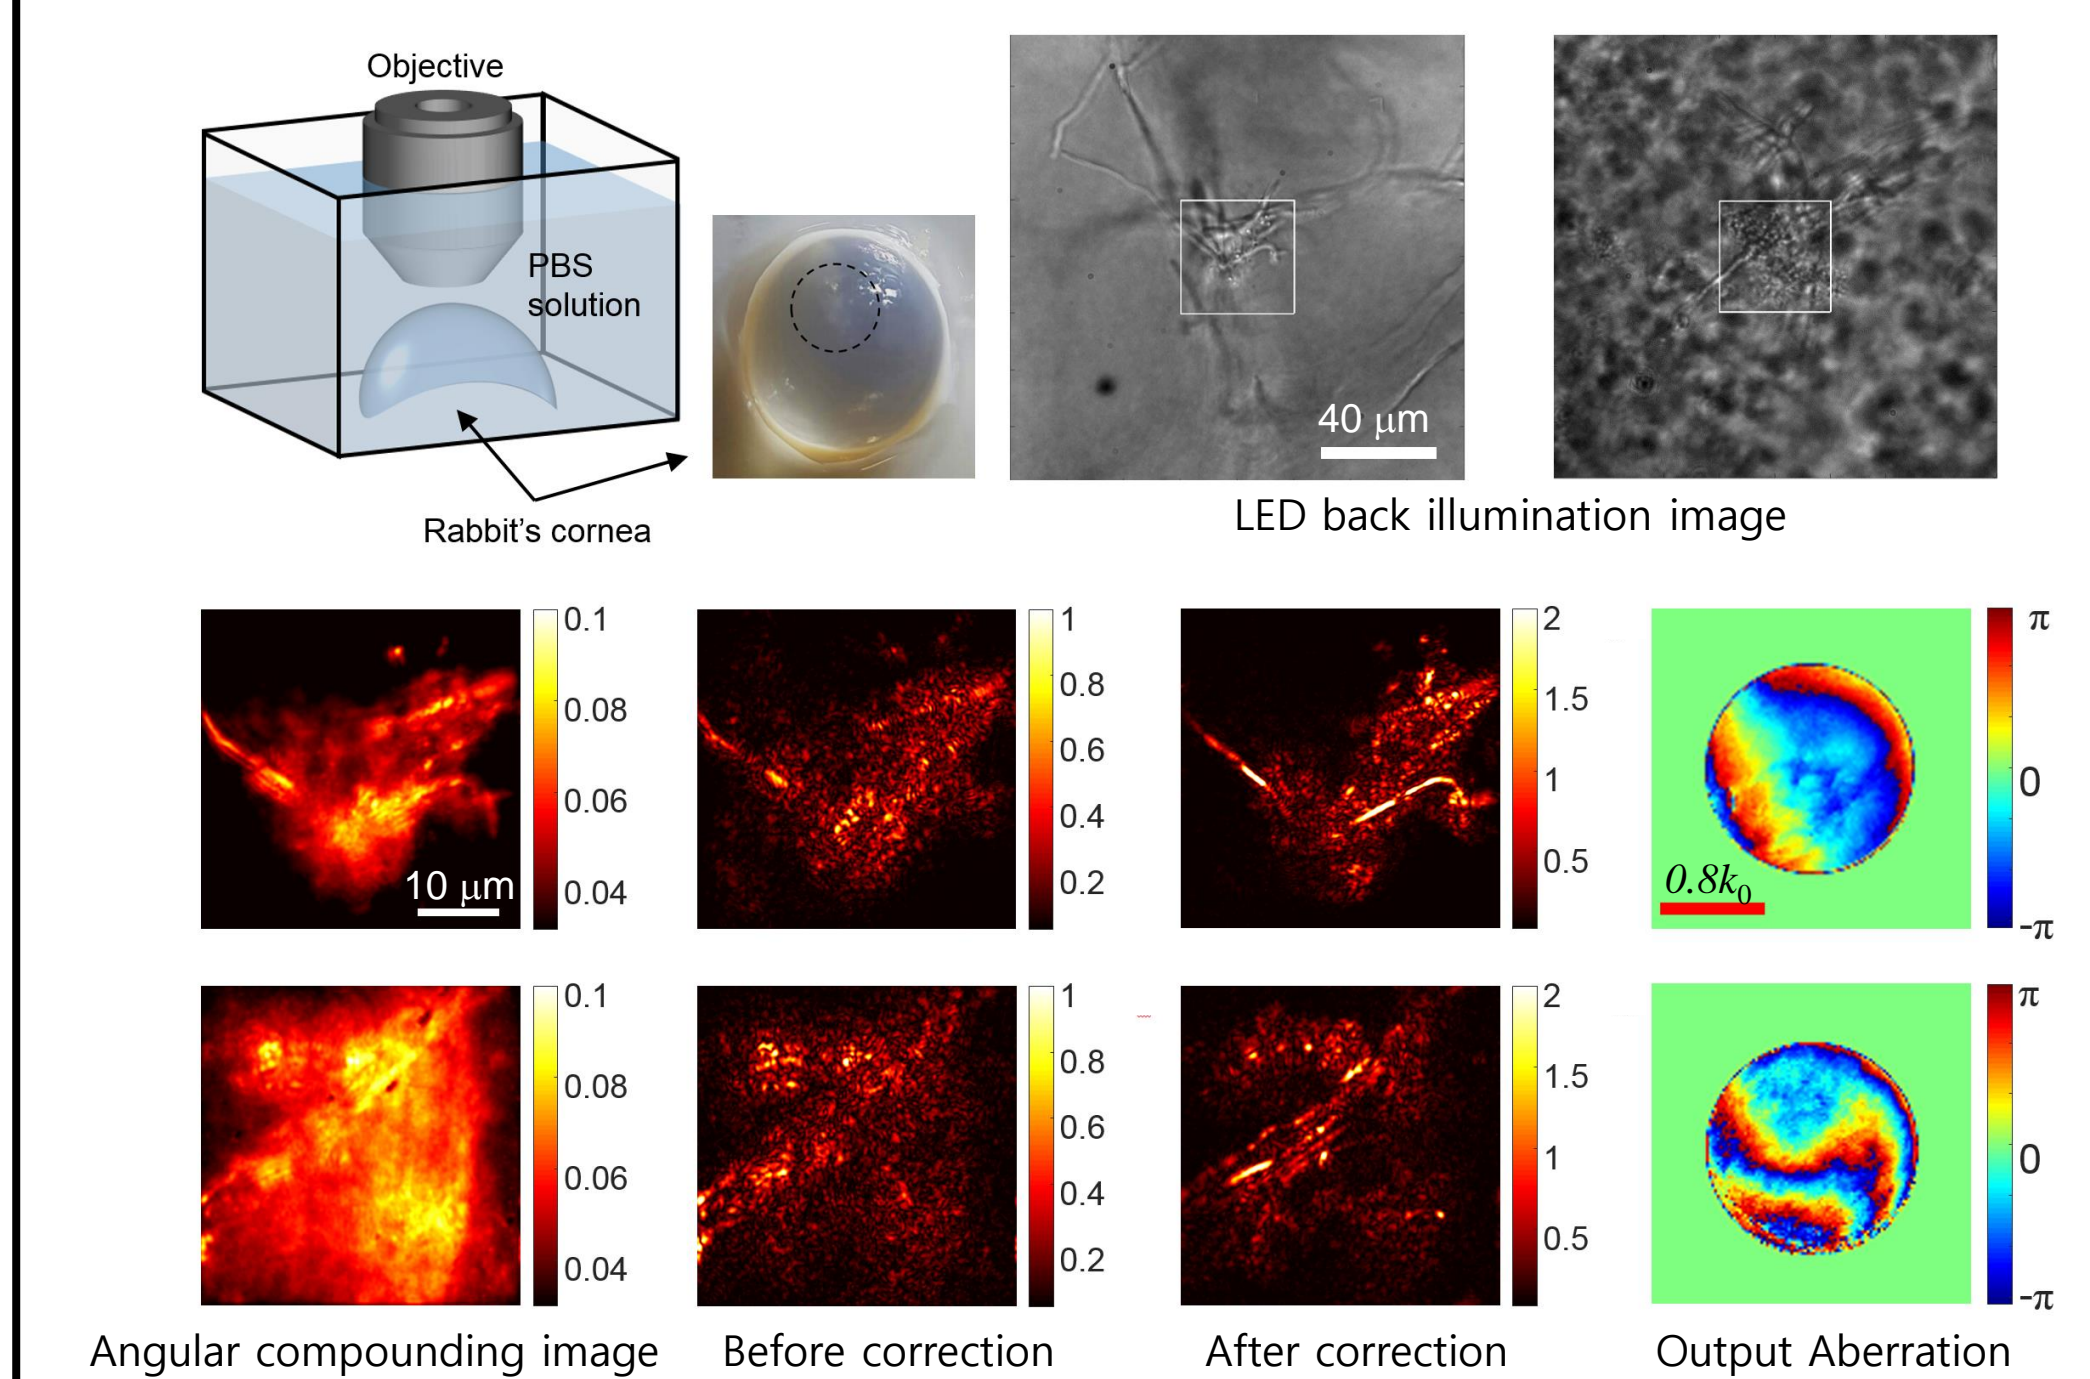 Objective
PBS
solution
Rabbit's cornea
40 μm
LED back illumination image
0.1
0.08
0.06
0.04
10 μm
1
0.8
0.6
0.4
0.2
2
1.5
1
0.5
0.8k₀
π
0
-π
0.1
0.08
0.06
0.04
1
0.8
0.6
0.4
0.2
2
1.5
1
0.5
π
0
-π
Angular compounding image
Before correction
After correction
Output Aberration